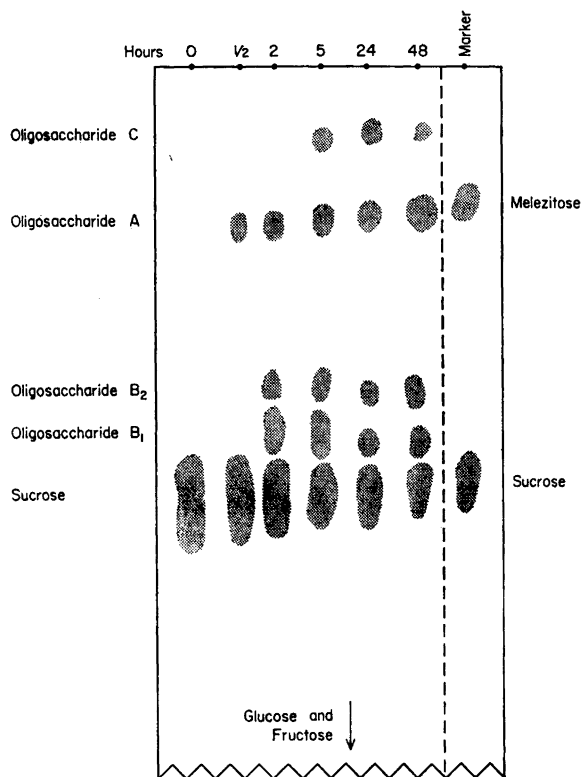 Hours 0 1/2 2 5 24 48 Marker
Oligosaccharide C
Oligosaccharide A
Melezitose
Oligosaccharide B2
Oligosaccharide B1
Sucrose
Sucrose
Glucose and
Fructose